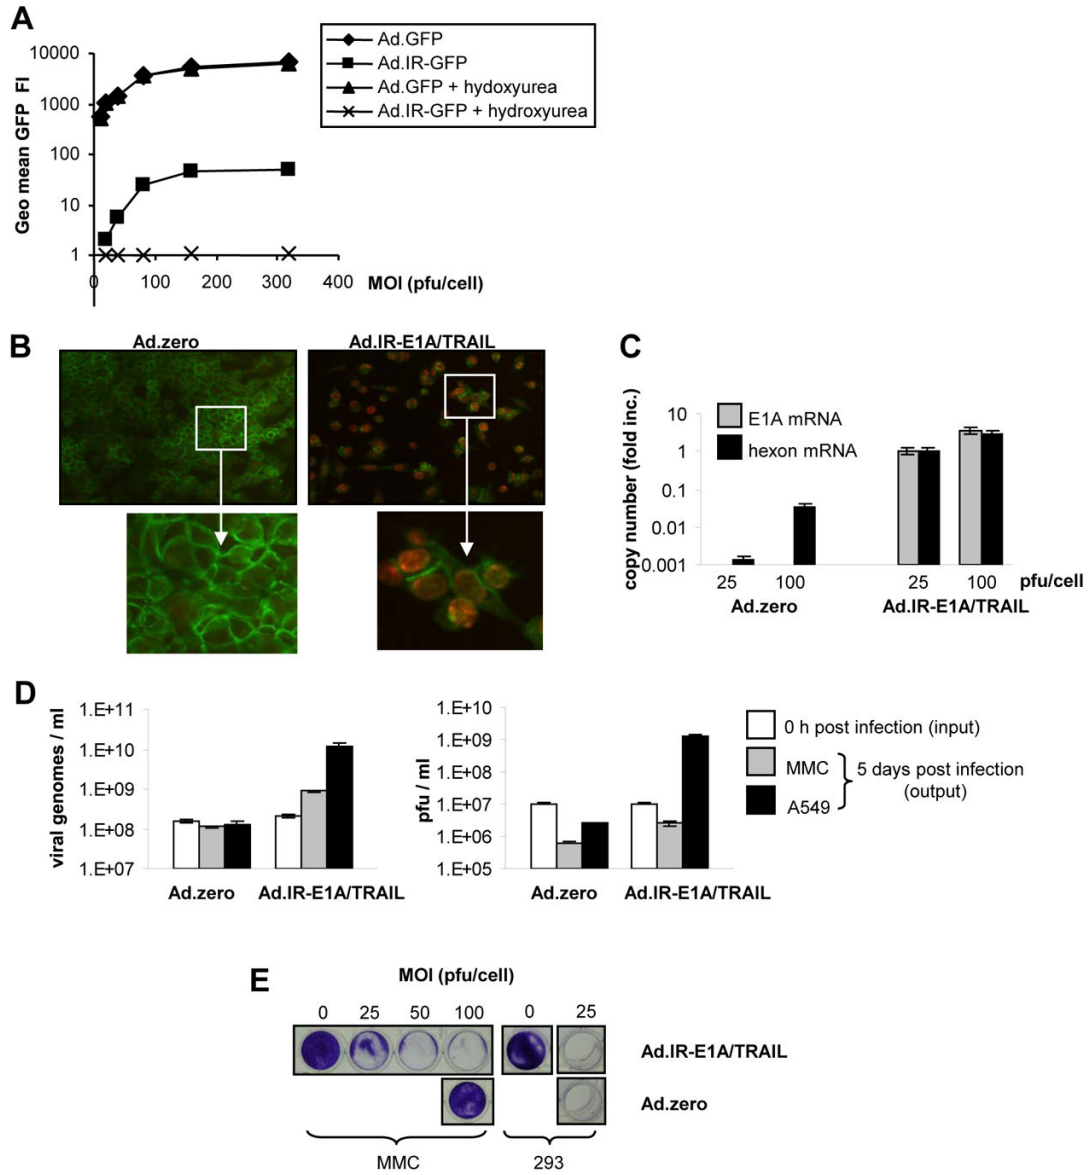 A
Ad.GFP
Ad.IR-GFP
Ad.GFP + hydoxyurea
Ad.IR-GFP + hydroxyurea
Geo mean GFP FI
10000
1000
100
10
1
0 100 200 300 400 MOI (pfu/cell)
B
Ad.zero Ad.IR-E1A/TRAIL
C
copy number (fold inc.)
10
1
0.1
0.01
0.001
E1A mRNA
hexon mRNA
25 100 25 100 pfu/cell
Ad.zero Ad.IR-E1A/TRAIL
D
viral genomes / ml
1.E+11
1.E+10
1.E+09
1.E+08
1.E+07
Ad.zero Ad.IR-E1A/TRAIL
pfu / ml
1.E+10
1.E+09
1.E+08
1.E+07
1.E+06
1.E+05
Ad.zero Ad.IR-E1A/TRAIL
0 h post infection (input)
MMC
A549
5 days post infection
(output)
E
MOI (pfu/cell)
0 25 50 100 0 25
Ad.IR-E1A/TRAIL
Ad.zero
MMC 293